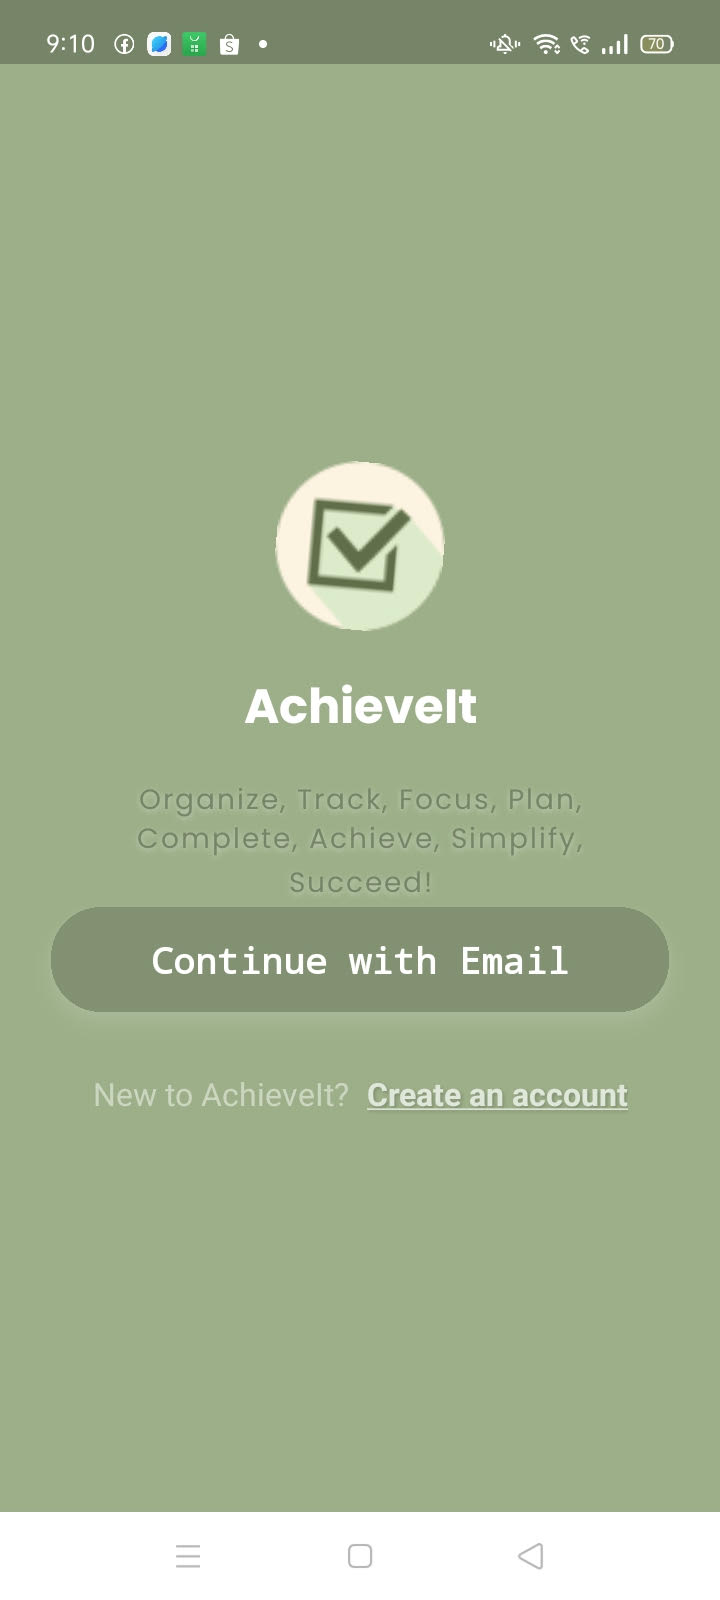 9:10
70
AchieveIt
Organize, Track, Focus, Plan,
Complete, Achieve, Simplify,
Succeed!
Continue with Email
New to AchieveIt? Create an account